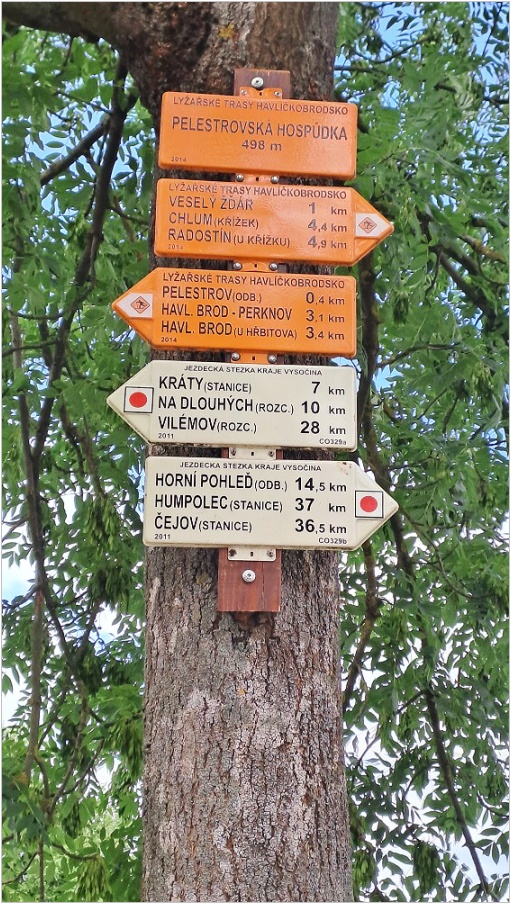 LYŽAŘSKÉ TRASY HAVLÍČKOBRODSKO
PELESTROVSKÁ HOSPŮDKA
498 m
2014
LYŽAŘSKÉ TRASY HAVLÍČKOBRODSKO
VESELÝ ŽĎÁR 1 km
CHLUM (KŘÍŽEK) 4,4 km
RADOSTÍN (U KŘÍŽKU) 4,9 km
2014
LYŽAŘSKÉ TRASY HAVLÍČKOBRODSKO
PELESTROV (ODB.) 0,4 km
HAVL. BROD - PERKNOV 3,1 km
HAVL. BROD (U HŘBITOVA) 3,4 km
2014
JEZDECKÁ STEZKA KRAJE VYSOČINA
KRÁTY (STANICE) 7 km
NA DLOUHÝCH (ROZC.) 10 km
VILÉMOV (ROZC.) 28 km
2011 CO329a
JEZDECKÁ STEZKA KRAJE VYSOČINA
HORNÍ POHLEĎ (ODB.) 14,5 km
HUMPOLEC (STANICE) 37 km
ČEJOV (STANICE) 36,5 km
2011 CO329b